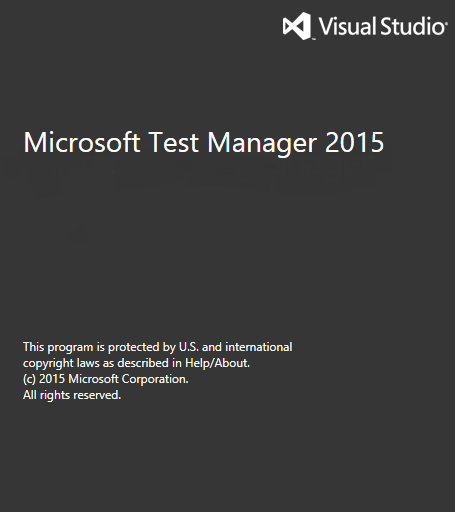 Visual Studio
Microsoft Test Manager 2015
This program is protected by U.S. and international
copyright laws as described in Help/About.
(c) 2015 Microsoft Corporation.
All rights reserved.